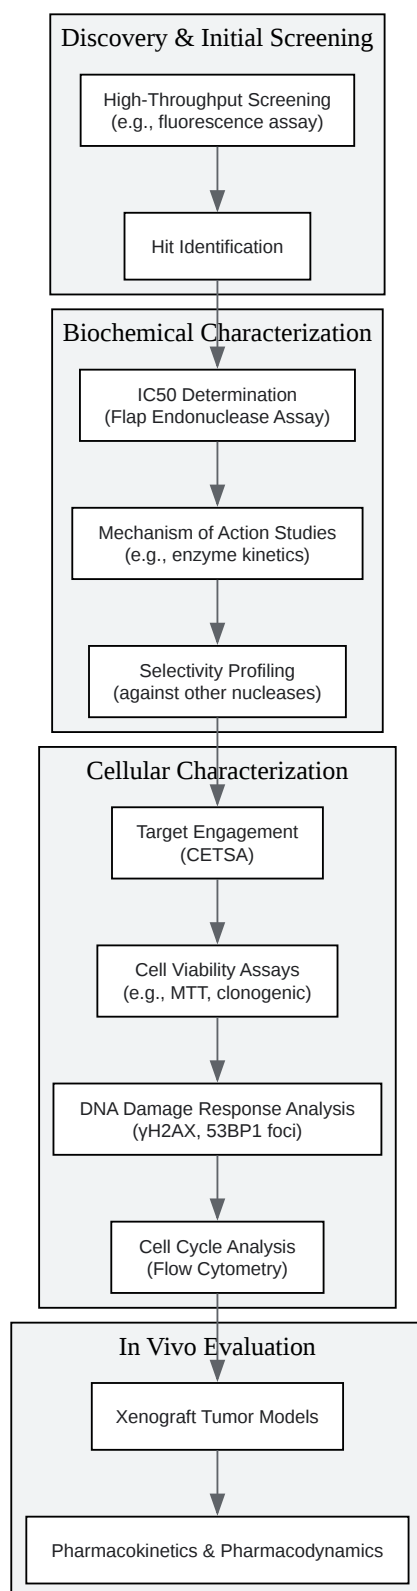 Discovery & Initial Screening
High-Throughput Screening
(e.g., fluorescence assay)
Hit Identification
Biochemical Characterization
IC50 Determination
(Flap Endonuclease Assay)
Mechanism of Action Studies
(e.g., enzyme kinetics)
Selectivity Profiling
(against other nucleases)
Cellular Characterization
Target Engagement
(CETSA)
Cell Viability Assays
(e.g., MTT, clonogenic)
DNA Damage Response Analysis
(γH2AX, 53BP1 foci)
Cell Cycle Analysis
(Flow Cytometry)
In Vivo Evaluation
Xenograft Tumor Models
Pharmacokinetics & Pharmacodynamics